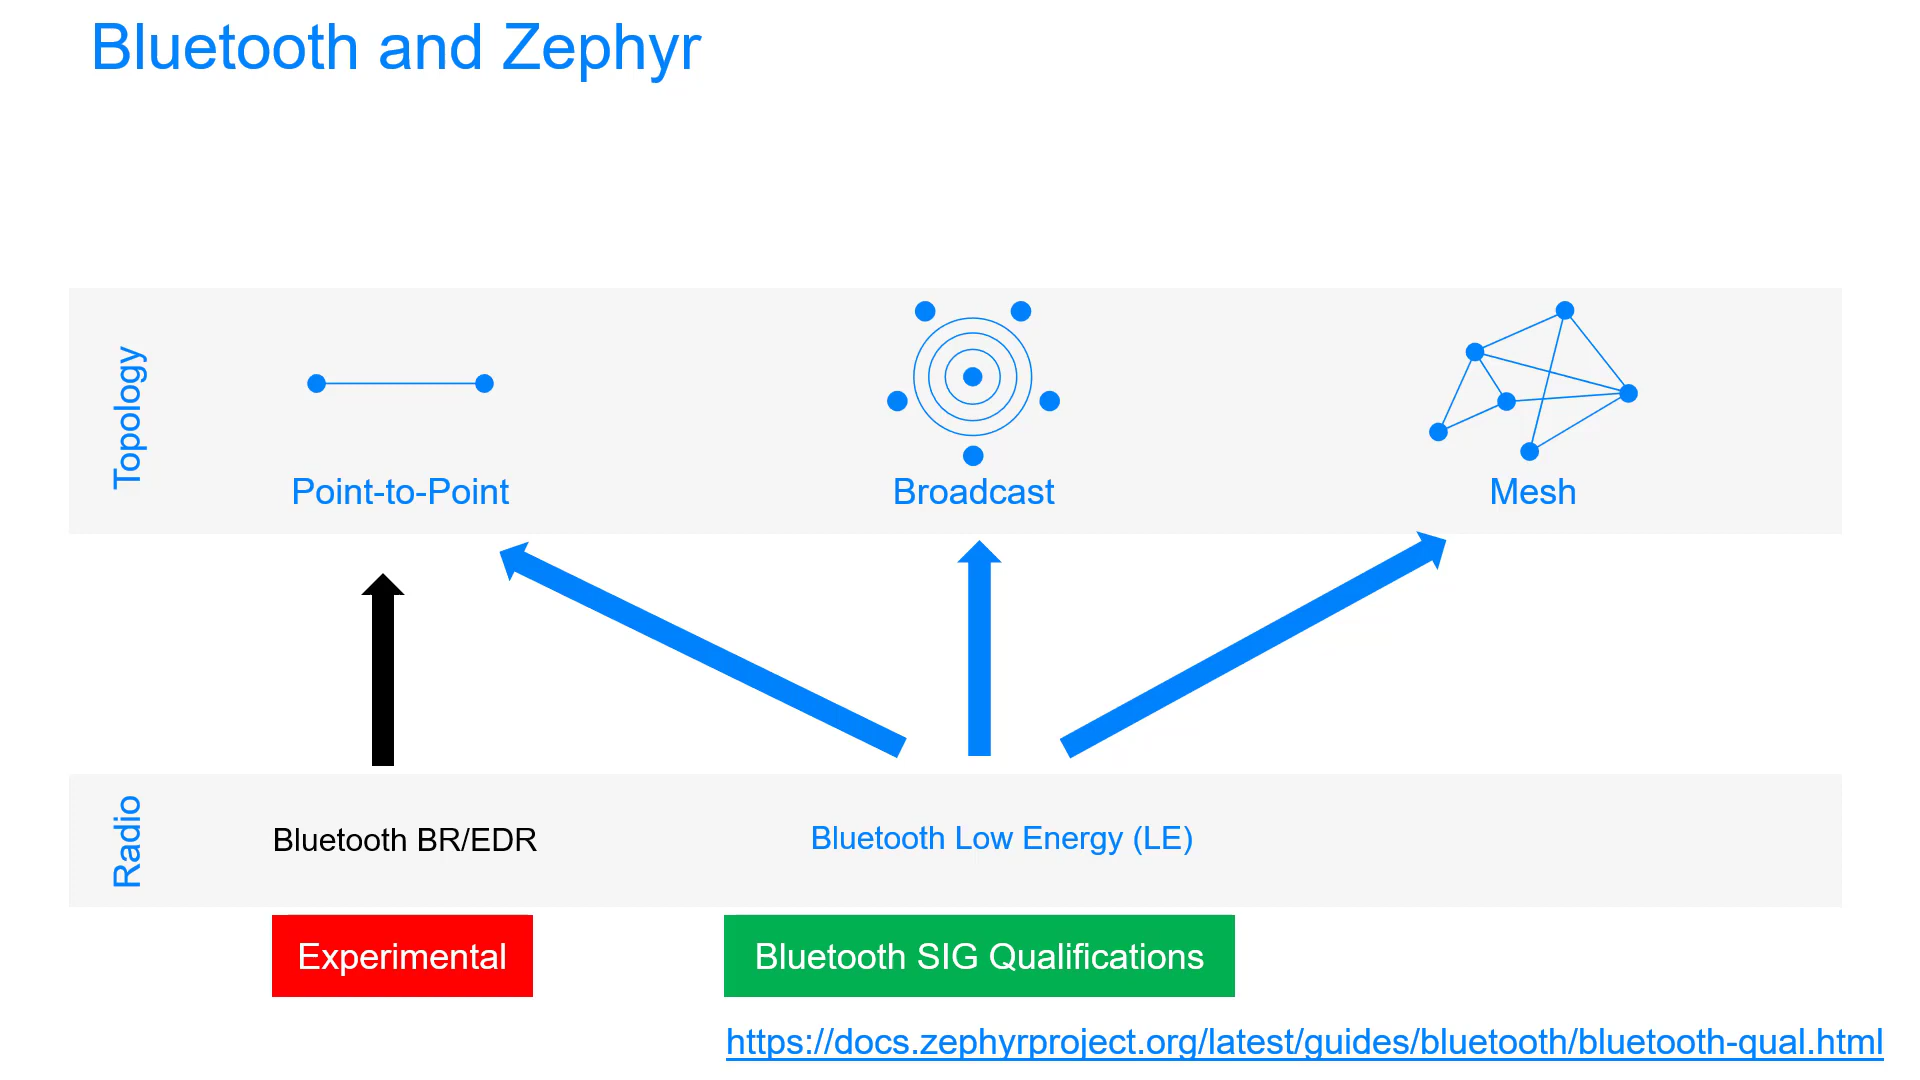 Bluetooth and Zephyr
Topology
Point-to-Point
Broadcast
Mesh
Radio
Bluetooth BR/EDR
Bluetooth Low Energy (LE)
Experimental
Bluetooth SIG Qualifications
https://docs.zephyrproject.org/latest/guides/bluetooth/bluetooth-qual.html